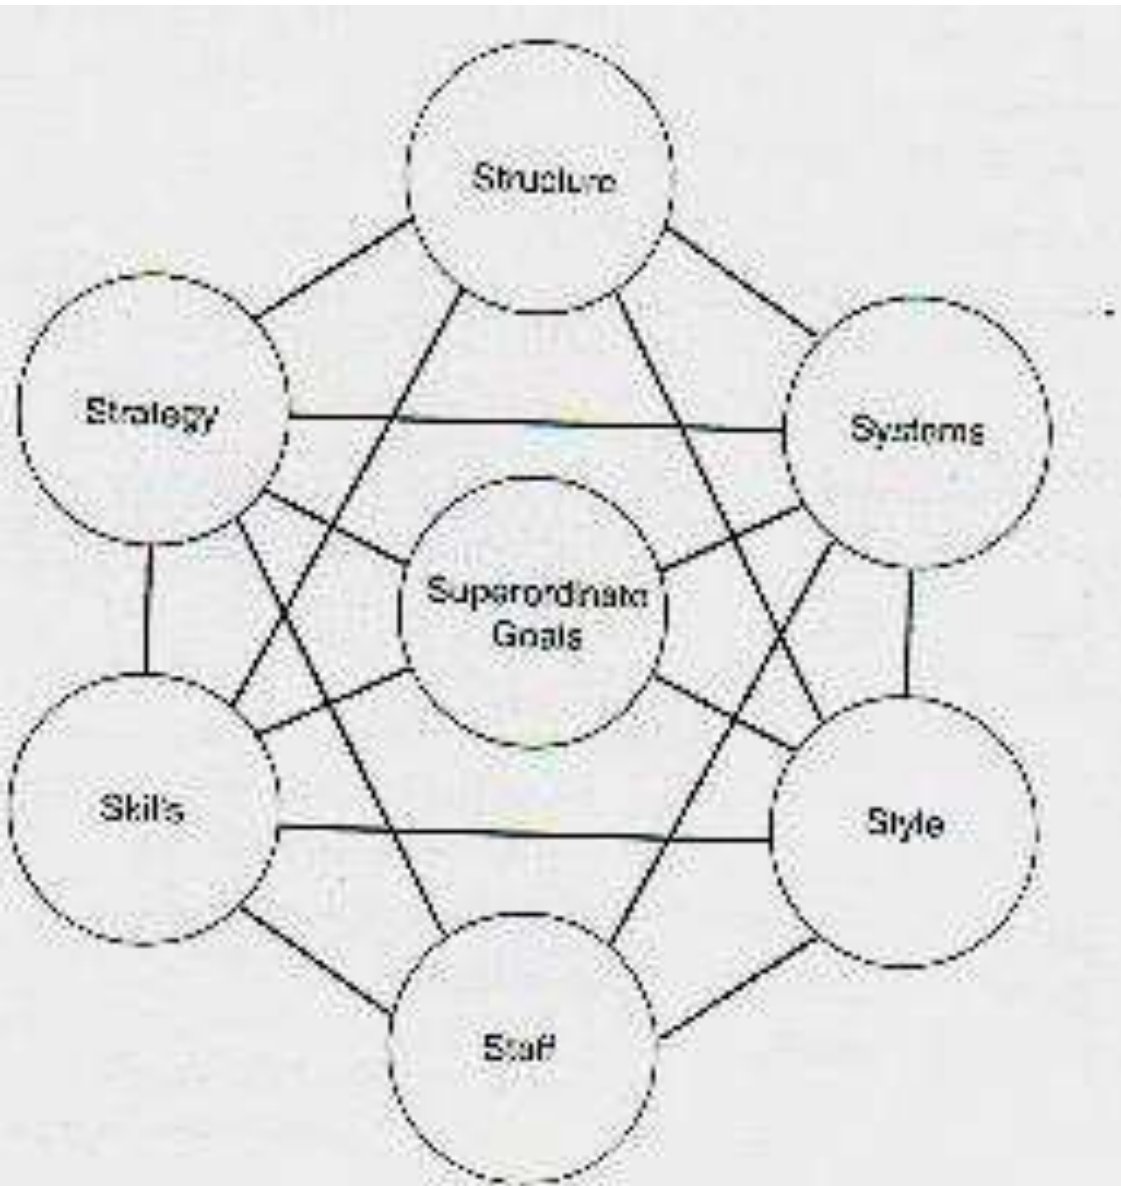 Structure
Strategy
Systems
Superordinate
Goals
Skills
Style
Staff